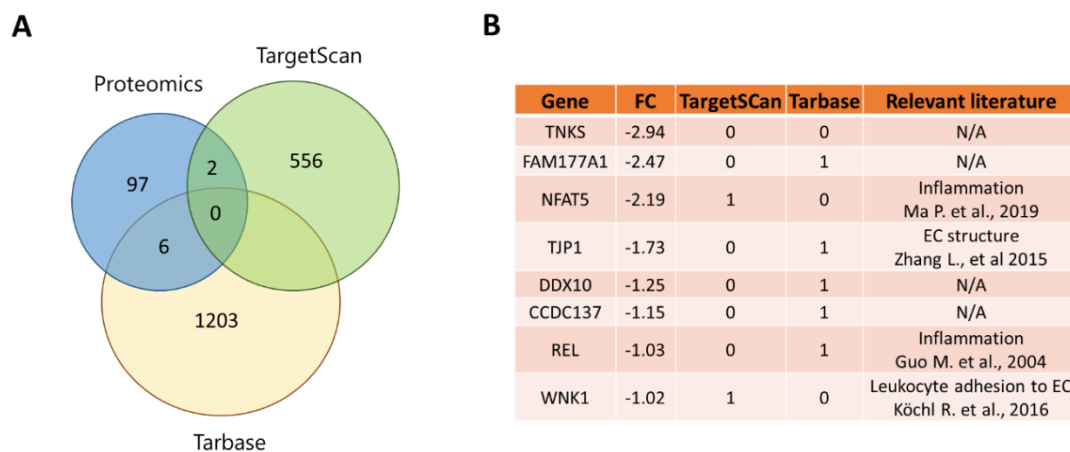 A
TargetScan
Proteomics
97
2
556
0
6
1203
Tarbase
B
Gene FC TargetSCan Tarbase Relevant literature
TNKS -2.94 0 0 N/A
FAM177A1 -2.47 0 1 N/A
NFAT5 -2.19 1 0 Inflammation
Ma P. et al., 2019
TJP1 -1.73 0 1 EC structure
Zhang L., et al 2015
DDX10 -1.25 0 1 N/A
CCDC137 -1.15 0 1 N/A
REL -1.03 0 1 Inflammation
Guo M. et al., 2004
WNK1 -1.02 1 0 Leukocyte adhesion to EC
Köchl R. et al., 2016